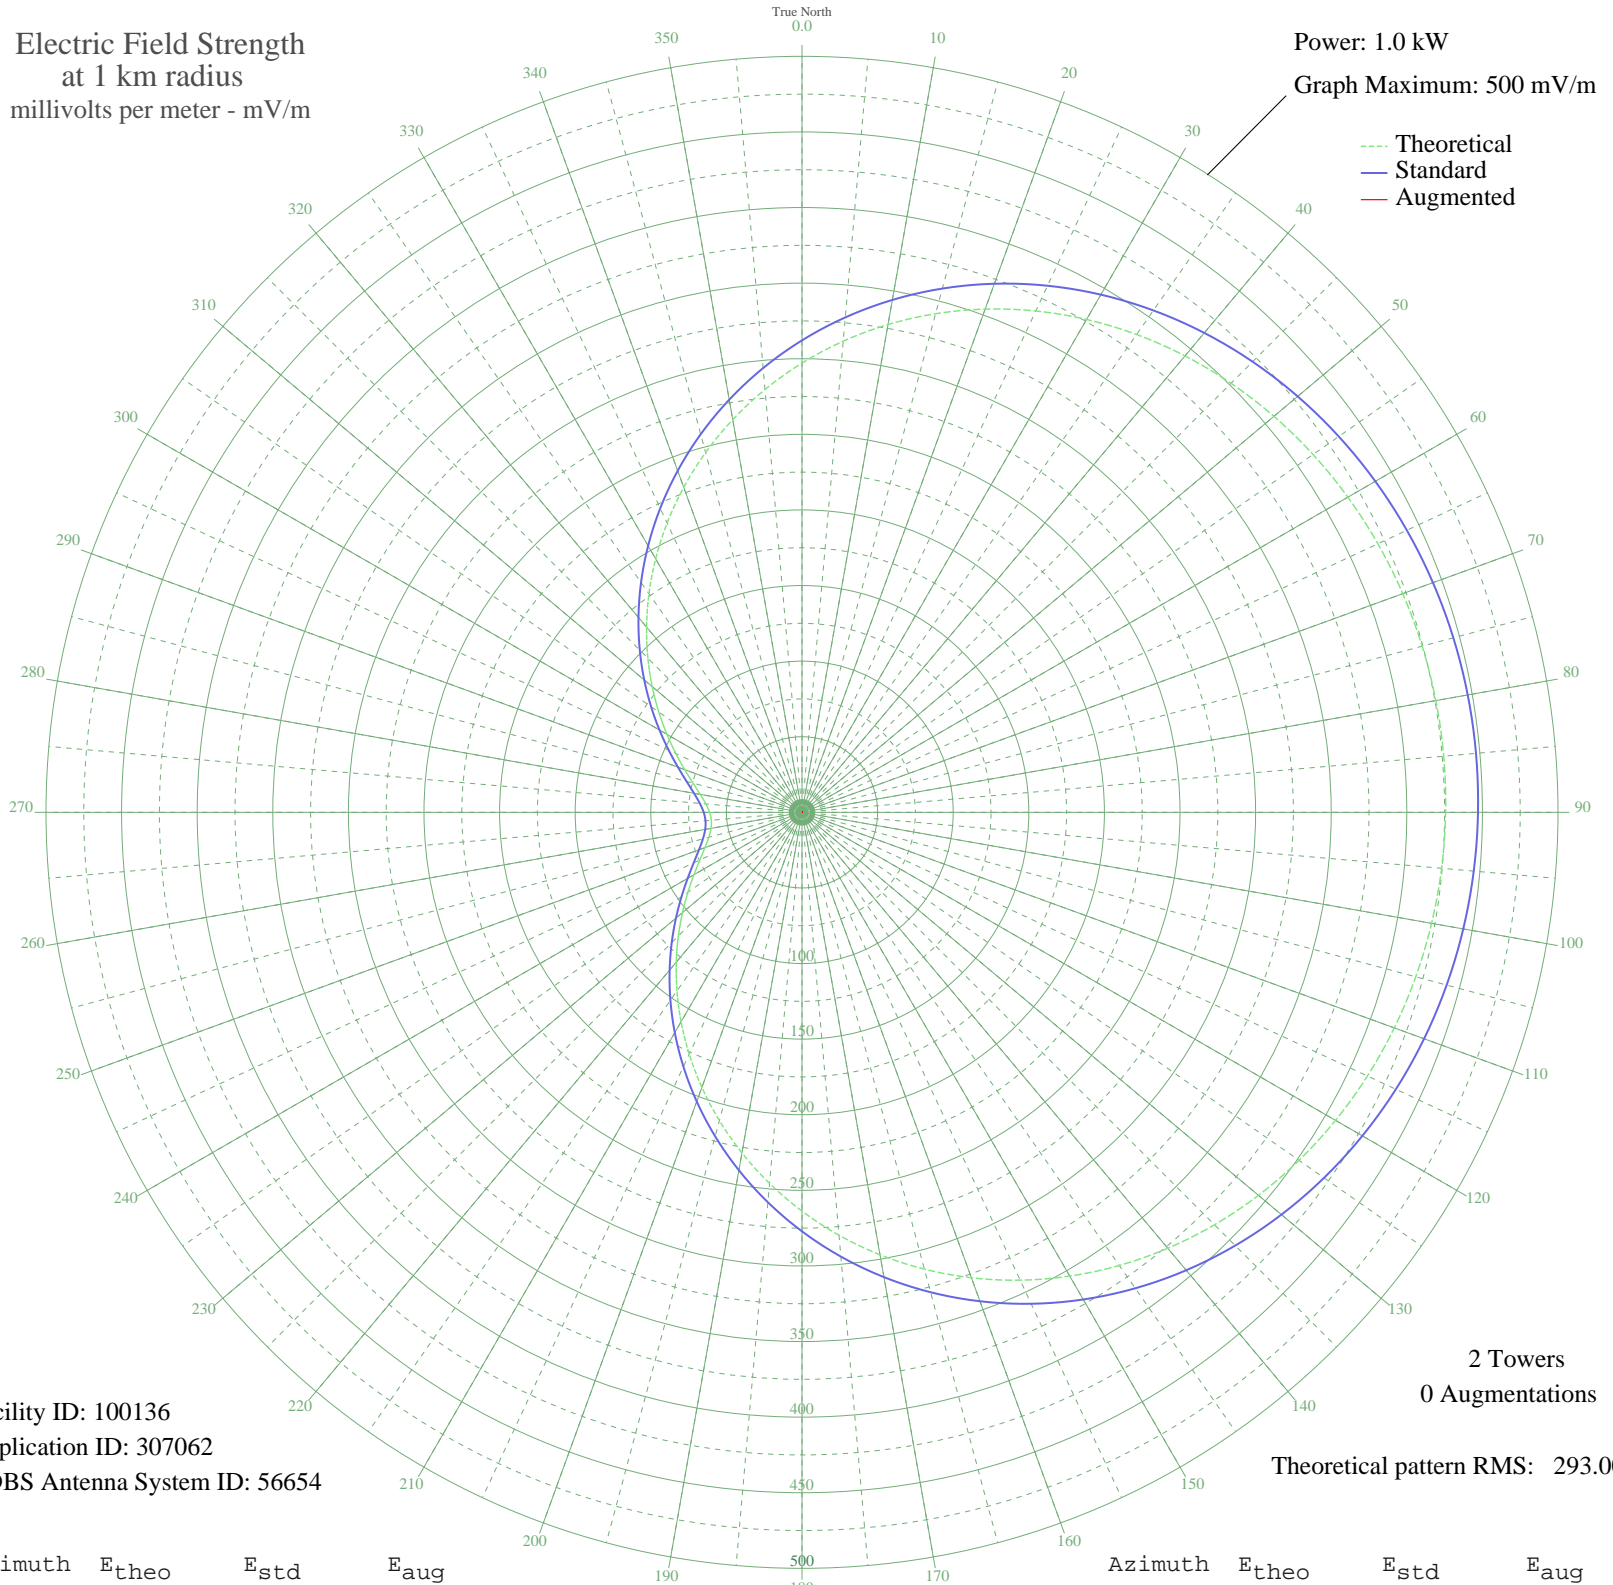 True North
0.0
Electric Field Strength
at 1 km radius
millivolts per meter - mV/m
Power: 1.0 kW
Graph Maximum: 500 mV/m
Theoretical
Standard
Augmented
10
20
30
40
50
60
70
80
90
100
110
120
130
140
150
160
170
190
200
210
220
230
240
250
260
270
280
290
300
310
320
330
340
350
100
150
200
250
300
350
400
450
500
2 Towers
0 Augmentations
Theoretical pattern RMS: 293.00
cility ID: 100136
plication ID: 307062
DBS Antenna System ID: 56654
imuth Etheo Estd Eaug
Azimuth Etheo Estd Eaug